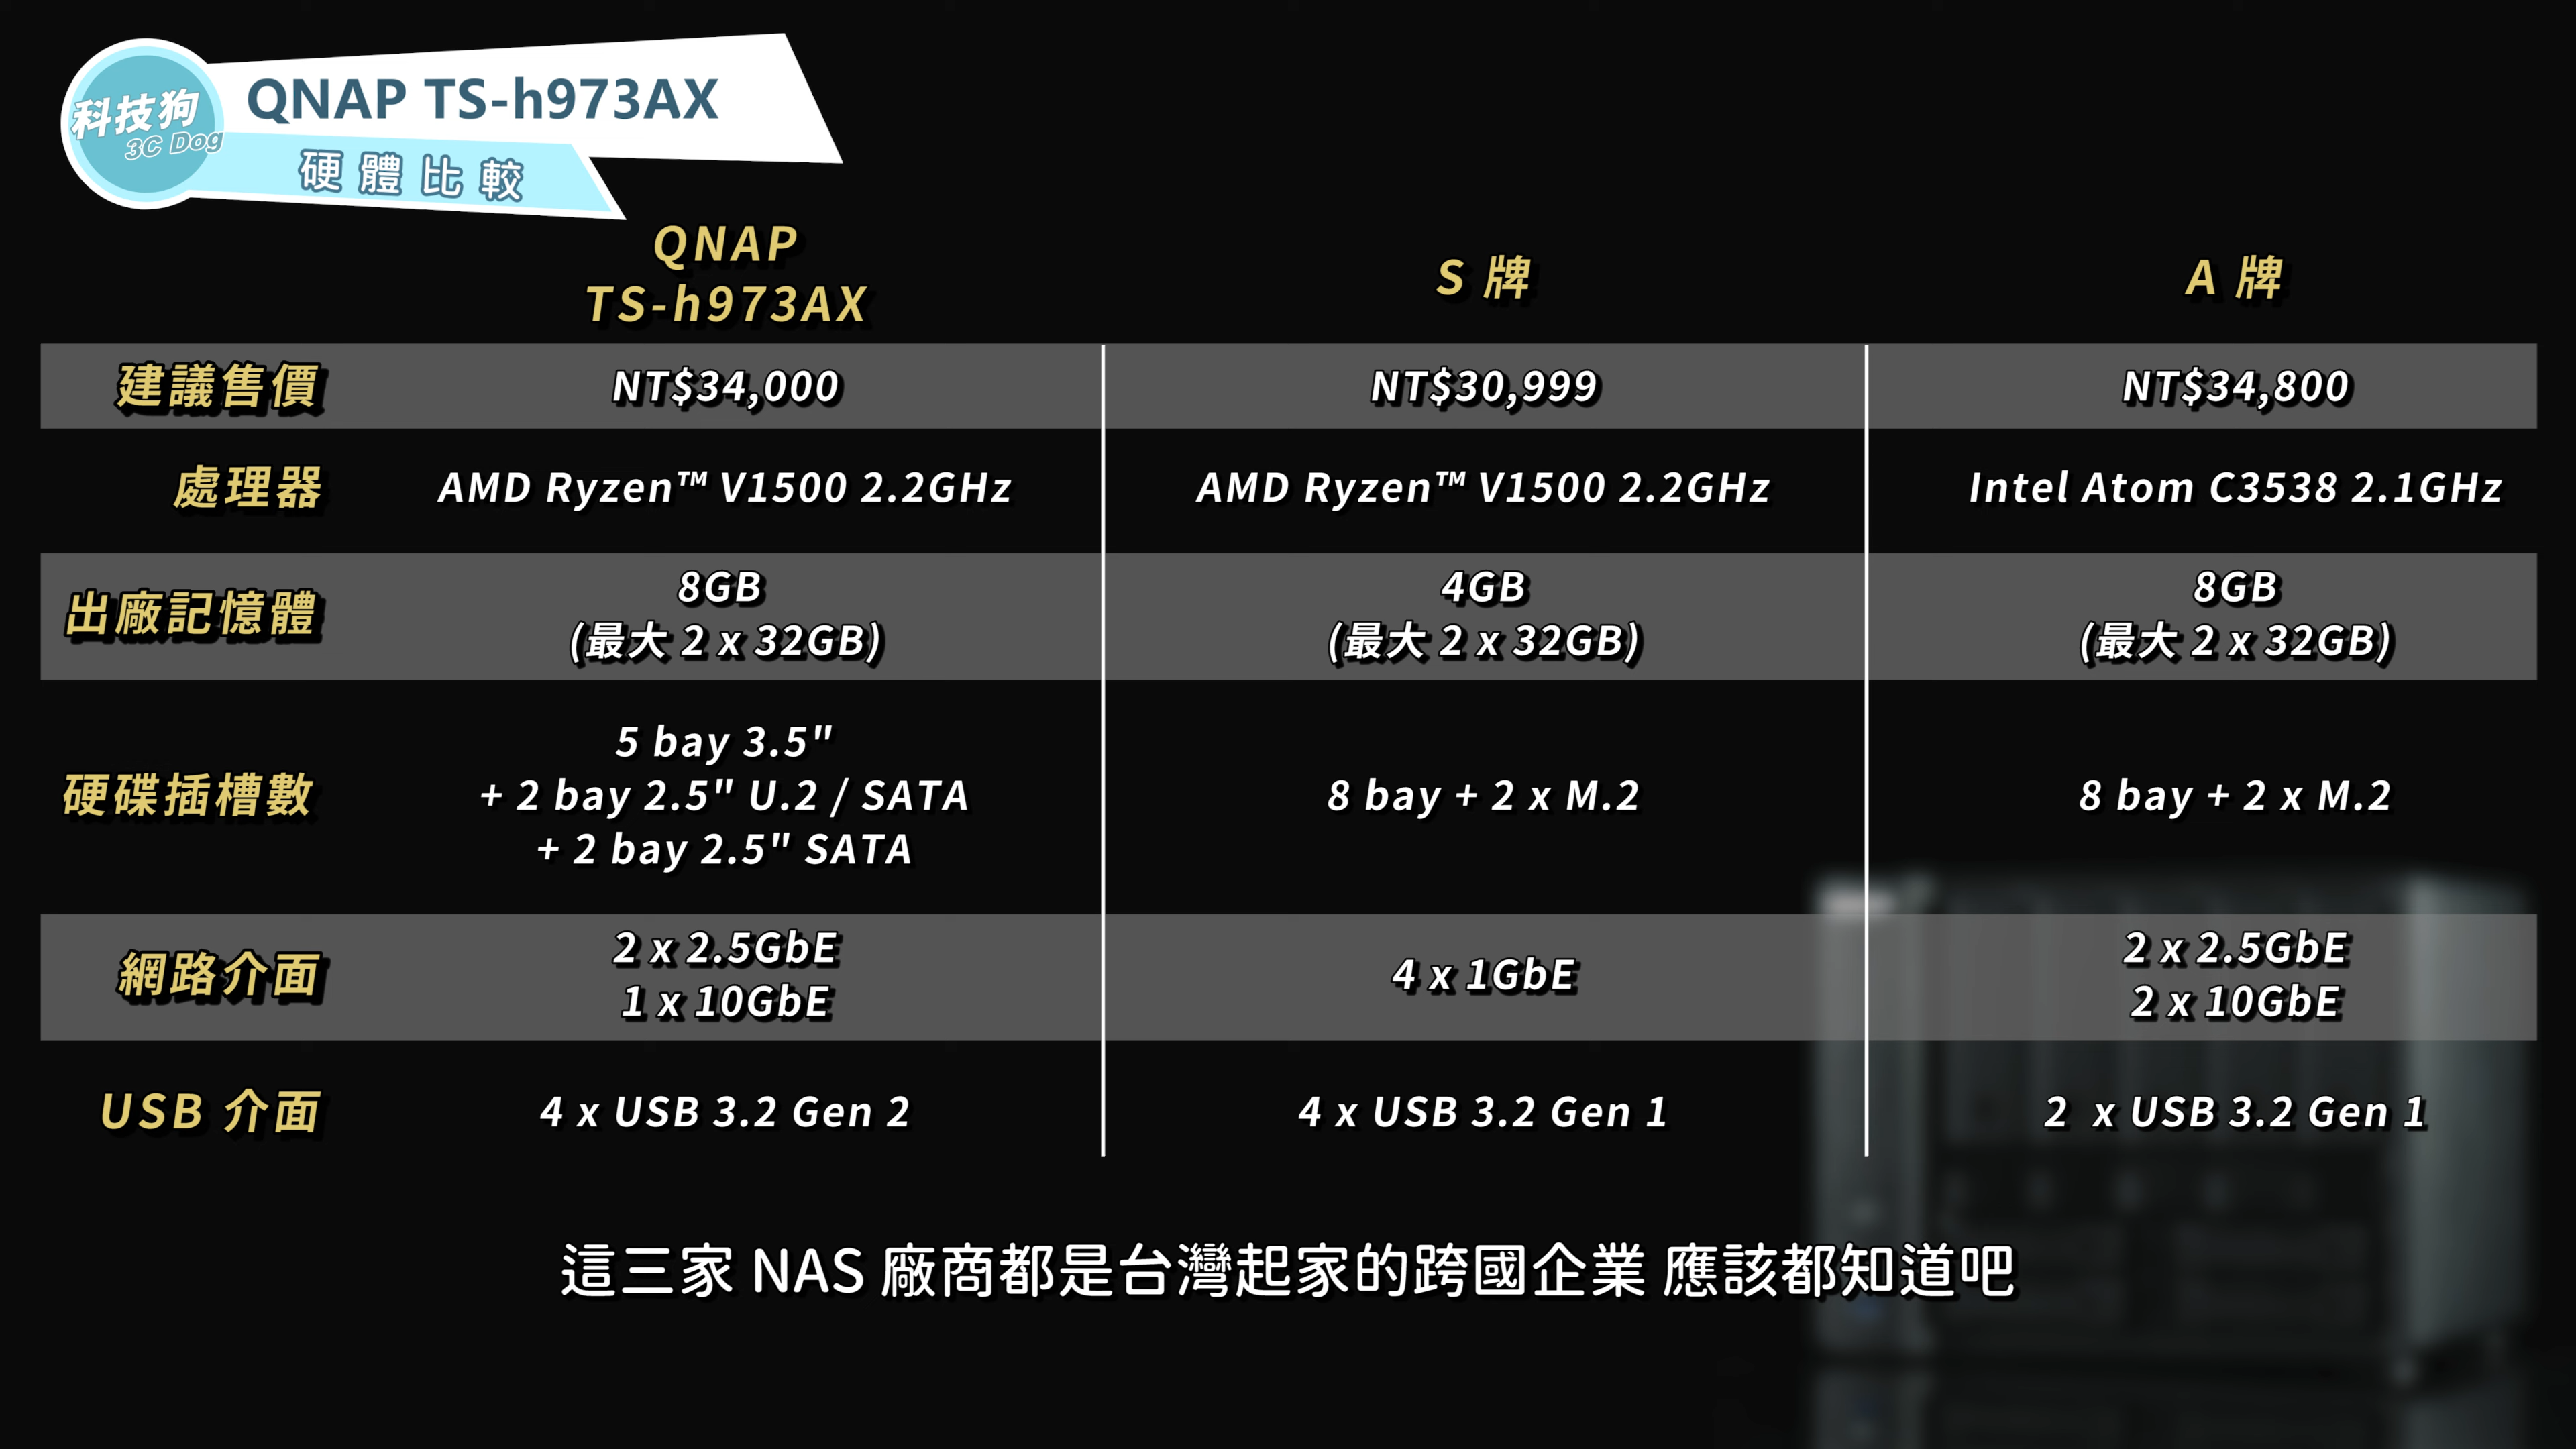 科技狗
3C Dog
QNAP TS-h973AX
硬體比較
QNAP
TS-h973AX
S 牌
A 牌
建議售價
NT$34,000
NT$30,999
NT$34,800
處理器
AMD Ryzen™ V1500 2.2GHz
AMD Ryzen™ V1500 2.2GHz
Intel Atom C3538 2.1GHz
出廠記憶體
8GB
(最大 2 x 32GB)
4GB
(最大 2 x 32GB)
8GB
(最大 2 x 32GB)
硬碟插槽數
5 bay 3.5"
+ 2 bay 2.5" U.2 / SATA
+ 2 bay 2.5" SATA
8 bay + 2 x M.2
8 bay + 2 x M.2
網路介面
2 x 2.5GbE
1 x 10GbE
4 x 1GbE
2 x 2.5GbE
2 x 10GbE
USB 介面
4 x USB 3.2 Gen 2
4 x USB 3.2 Gen 1
2 x USB 3.2 Gen 1
這三家 NAS 廠商都是台灣起家的跨國企業 應該都知道吧